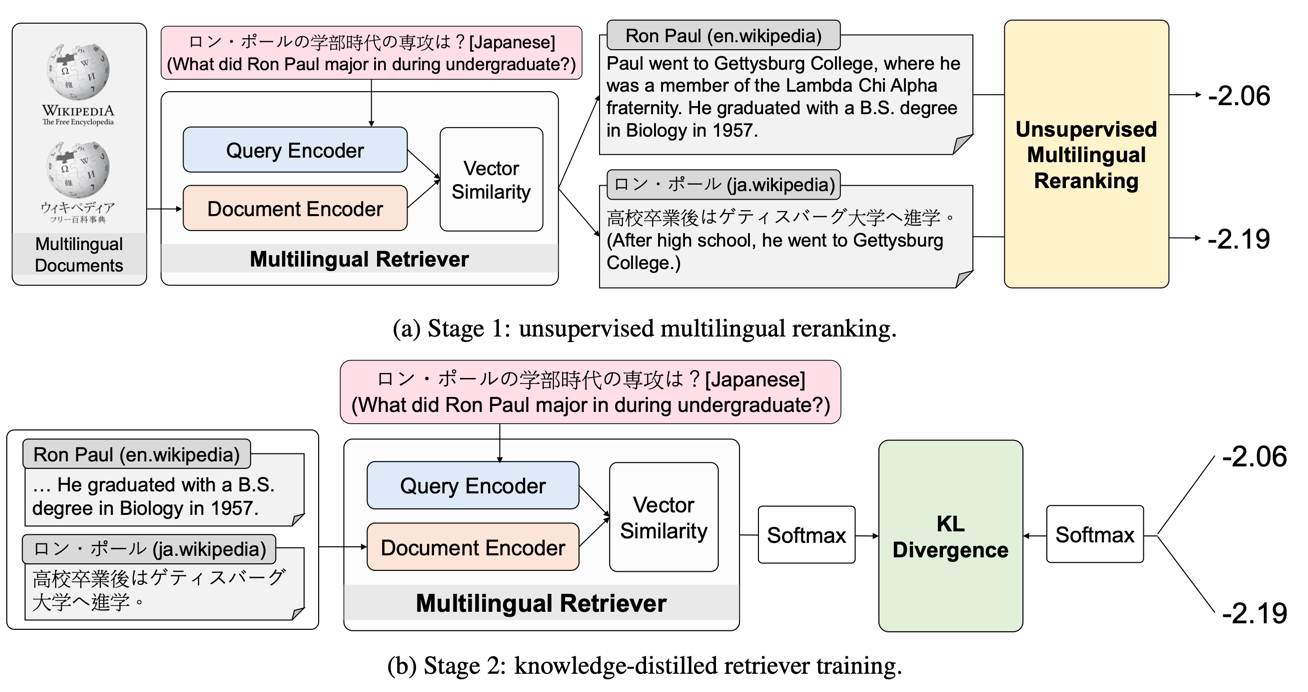 WIKIPEDIA
The Free Encyclopedia
ウィキペディア
フリー百科事典
Multilingual
Documents
ロン・ポールの学部時代の専攻は？[Japanese]
(What did Ron Paul major in during undergraduate?)
Query Encoder
Document Encoder
Vector
Similarity
Multilingual Retriever
Ron Paul (en.wikipedia)
Paul went to Gettysburg College, where he
was a member of the Lambda Chi Alpha
fraternity. He graduated with a B.S. degree
in Biology in 1957.
ロン・ポール (ja.wikipedia)
高校卒業後はゲティスバーグ大学へ進学。
(After high school, he went to Gettysburg
College.)
Unsupervised
Multilingual
Reranking
-2.06
-2.19
(a) Stage 1: unsupervised multilingual reranking.
ロン・ポールの学部時代の専攻は？[Japanese]
(What did Ron Paul major in during undergraduate?)
Ron Paul (en.wikipedia)
... He graduated with a B.S.
degree in Biology in 1957.
ロン・ポール (ja.wikipedia)
高校卒業後はゲティスバーグ
大学へ進学。
Query Encoder
Document Encoder
Vector
Similarity
Multilingual Retriever
Softmax
KL
Divergence
Softmax
-2.06
-2.19
(b) Stage 2: knowledge-distilled retriever training.